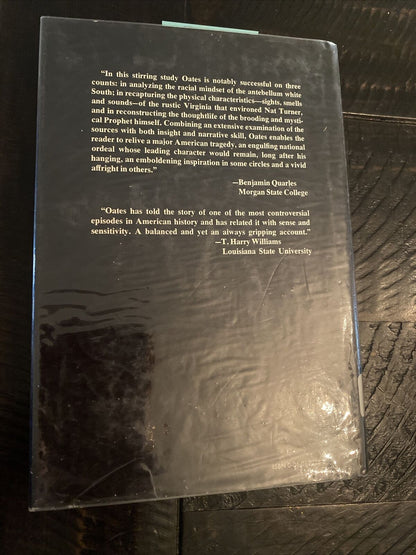 “In this stirring study Oates is notably successful on three
counts: in analyzing the racial mindset of the antebellum white
South; in recapturing the physical characteristics—sights, smells
and sounds—of the rustic Virginia that environed Nat Turner,
and in reconstructing the thoughtlife of the brooding and mysti-
cal Prophet himself. Combining an extensive examination of the
sources with both insight and narrative skill, Oates enables the
reader to relive a major American tragedy, an engulfing national
ordeal whose leading character would remain, long after his
hanging, an emboldening inspiration in some circles and a vivid
affright in others.”
—Benjamin Quarles
Morgan State College
“Oates has told the story of one of the most controversial
episodes in American history and has related it with sense and
sensitivity. A balanced and yet an always gripping account.”
—T. Harry Williams
Louisiana State University
ISBN